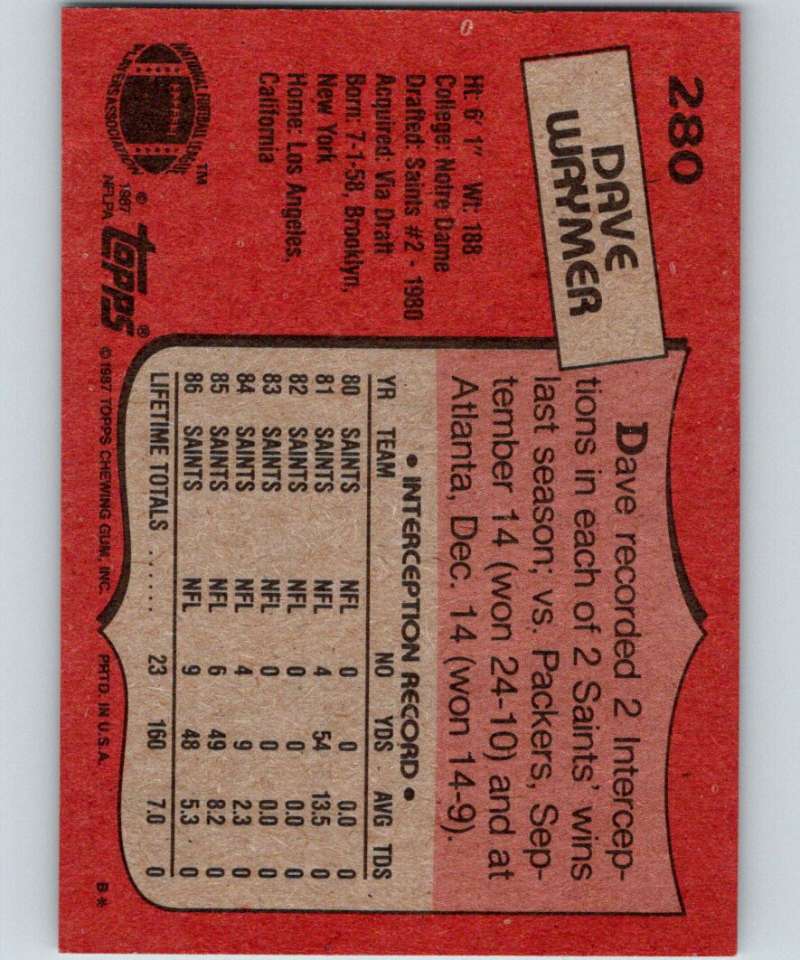 280
DAVE
WAYMER
Ht: 6' 1" Wt: 188
College: Notre Dame
Drafted: Saints #2 - 1980
Acquired: Via Draft
Born: 7-1-58, Brooklyn,
New York
Home: Los Angeles,
California
NATIONAL FOOTBALL LEAGUE
PLAYERS ASSOCIATION
TM
© 1987
NFLPA
Dave recorded 2 Intercep-
tions in each of 2 Saints' wins
last season; vs. Packers, Sep-
tember 14 (won 24-10) and at
Atlanta, Dec. 14 (won 14-9).
• INTERCEPTION RECORD •
YR TEAM NO YDS AVG TDS
80 SAINTS NFL 0 0 0.0 0
81 SAINTS NFL 4 54 13.5 0
82 SAINTS NFL 0 0 0.0 0
83 SAINTS NFL 0 0 0.0 0
84 SAINTS NFL 4 9 2.3 0
85 SAINTS NFL 6 49 8.2 0
86 SAINTS NFL 9 48 5.3 0
LIFETIME TOTALS ...... 23 160 7.0 0
topps® © 1987 TOPPS CHEWING GUM, INC. PRTD. IN U.S.A. B*